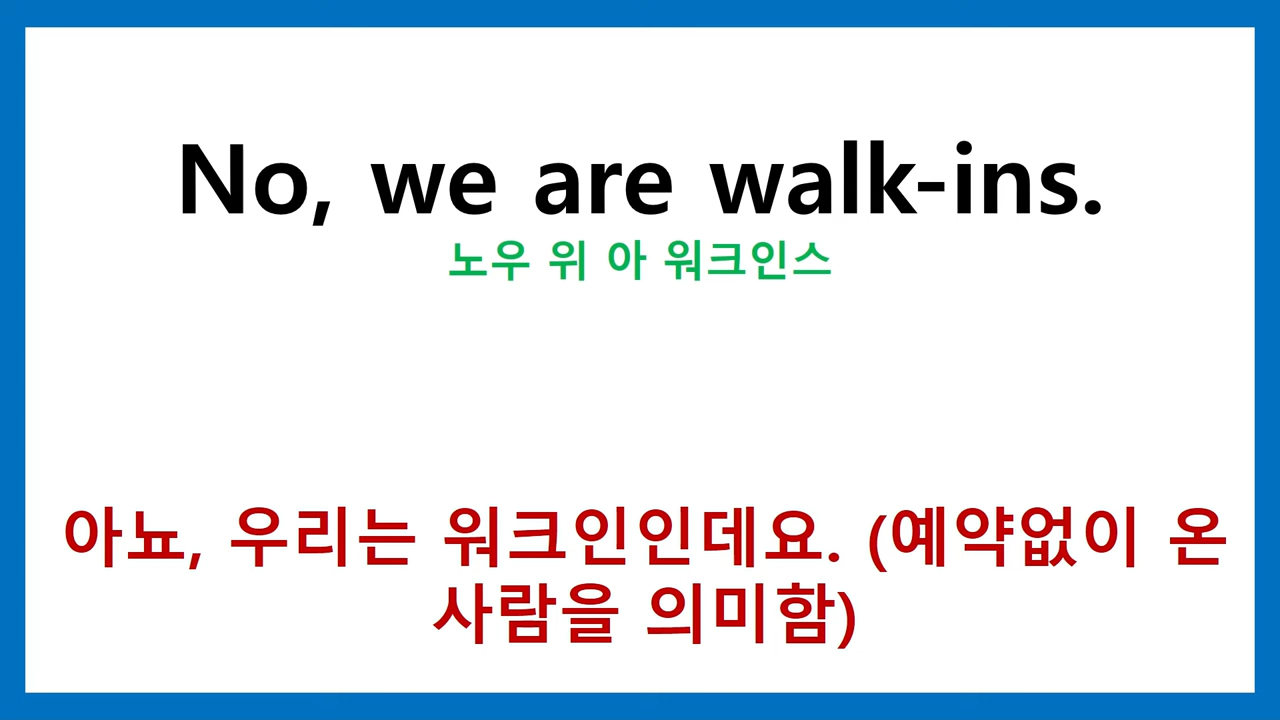 No, we are walk-ins.
노우 위 아 워크인스
아뇨, 우리는 워크인인데요. (예약없이 온
사람을 의미함)